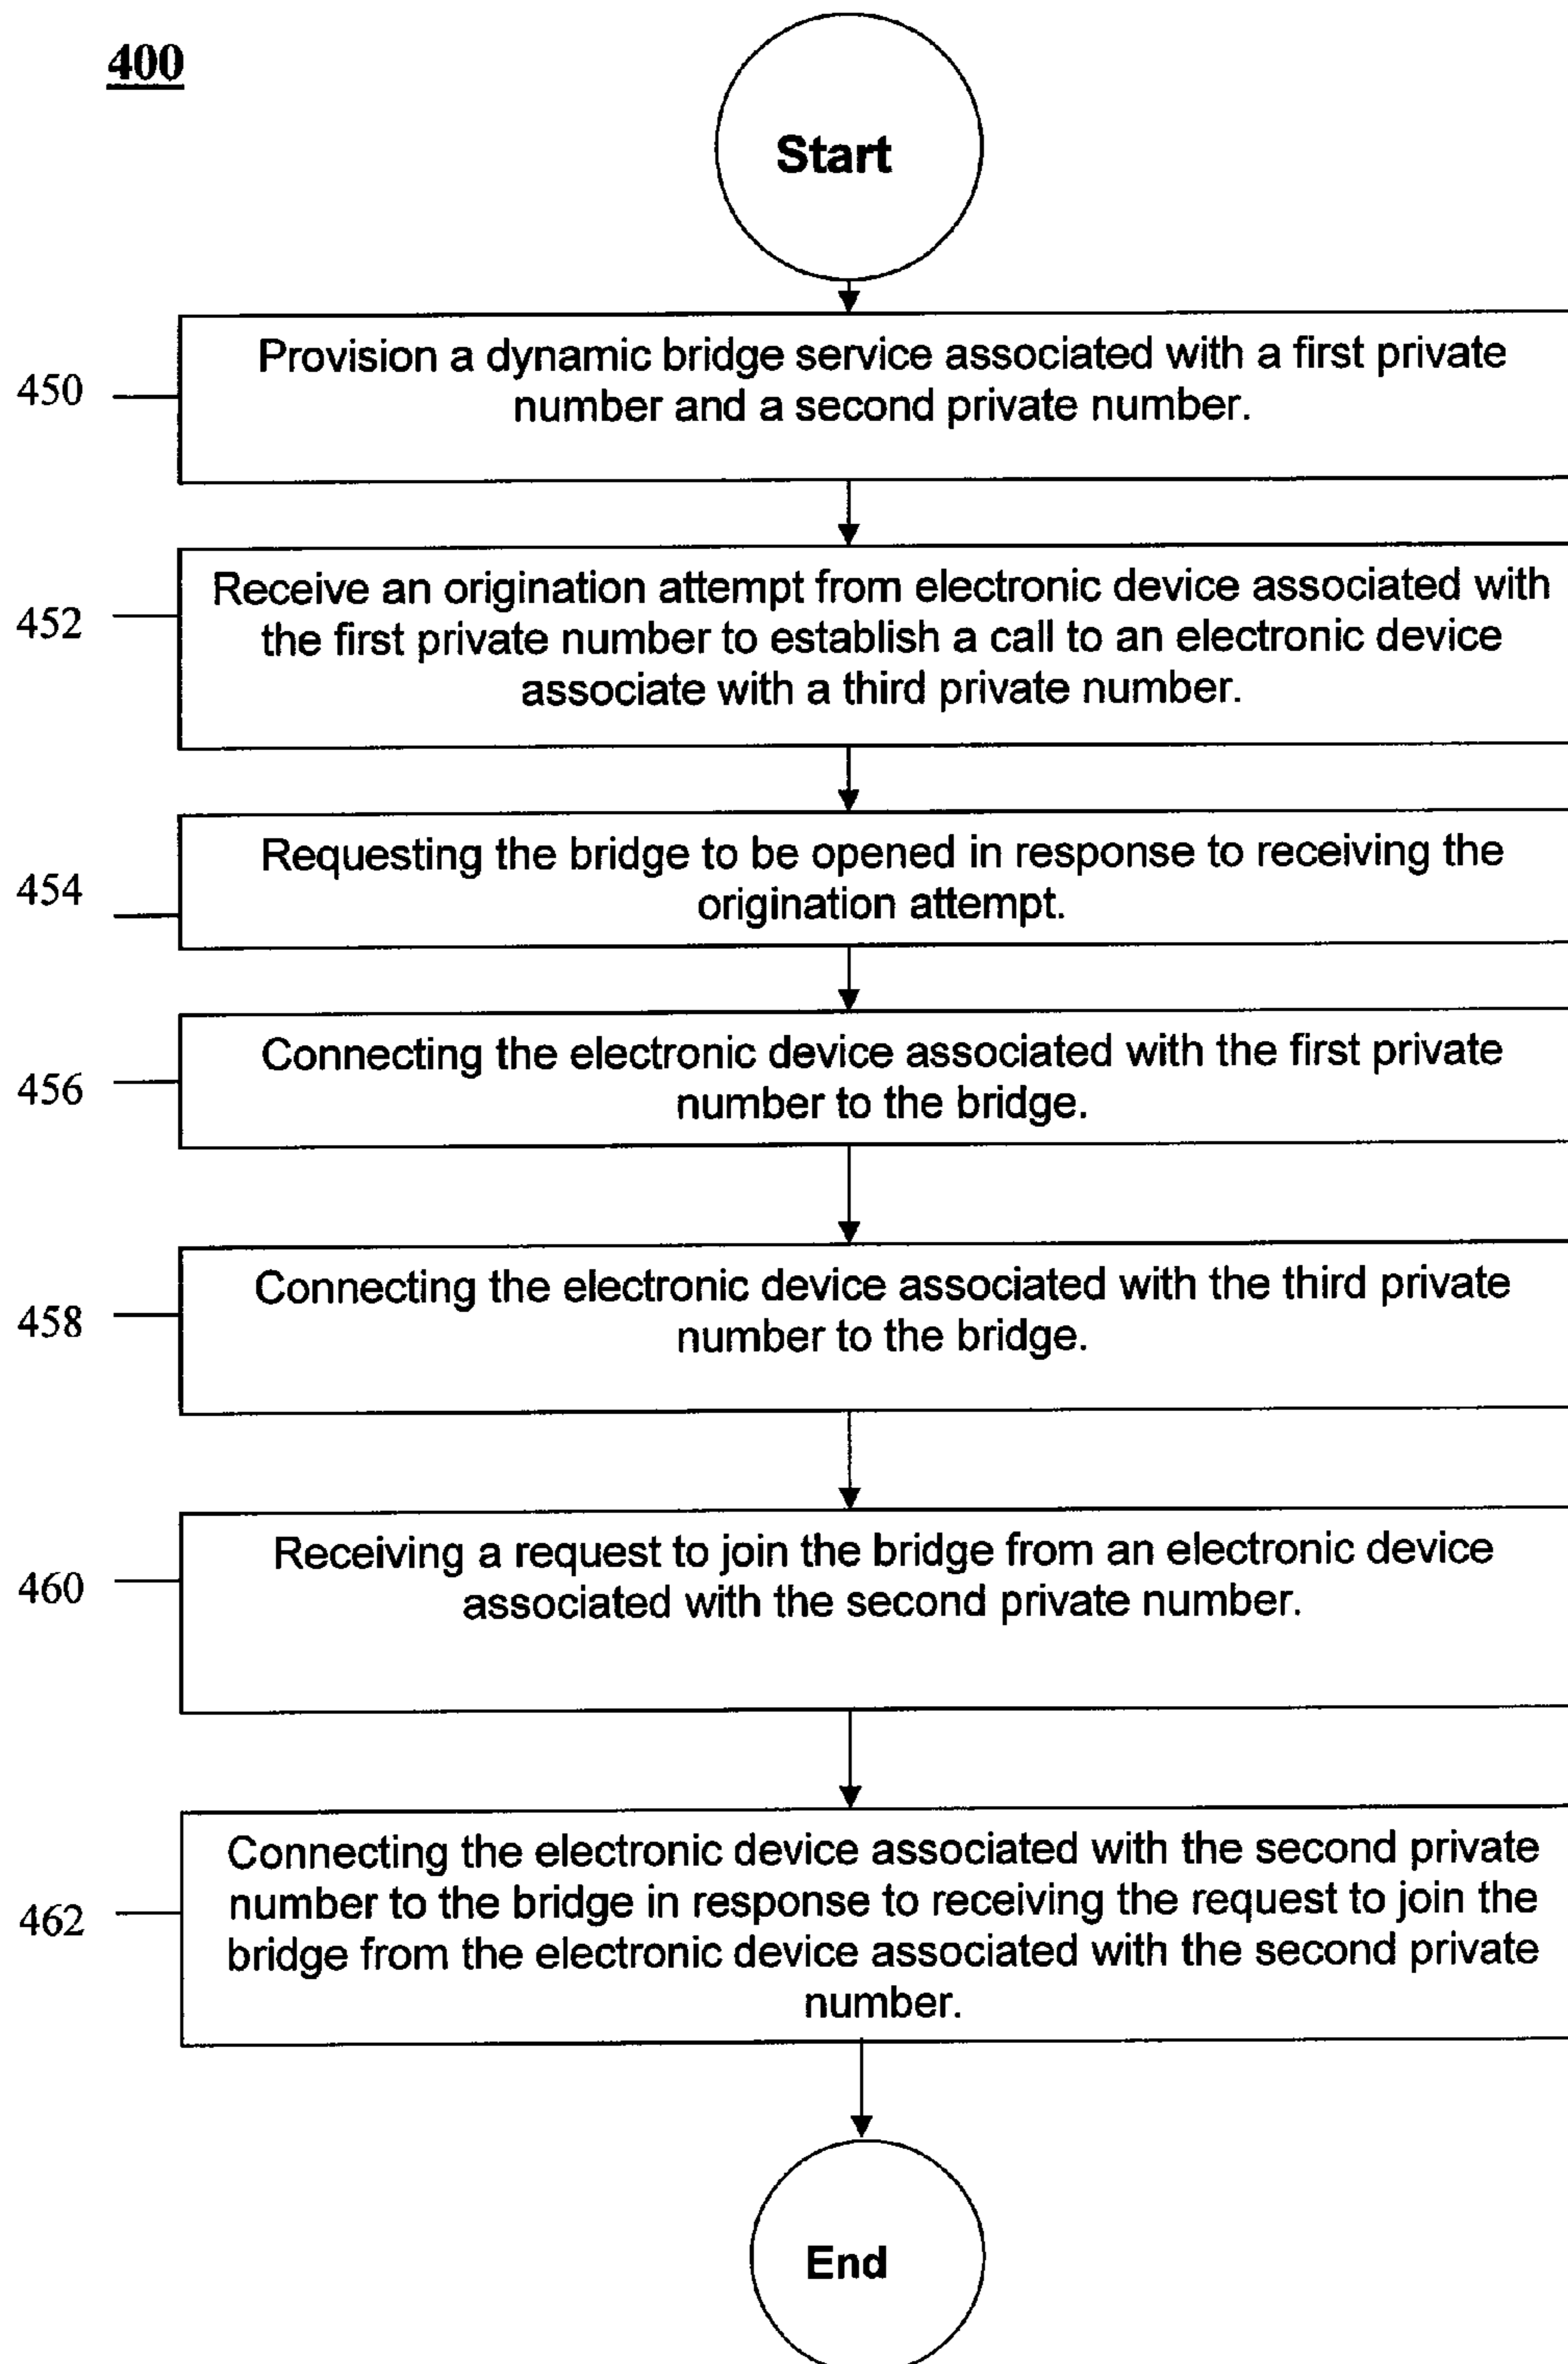 400
Start
450
Provision a dynamic bridge service associated with a first private
number and a second private number.
452
Receive an origination attempt from electronic device associated with
the first private number to establish a call to an electronic device
associate with a third private number.
454
Requesting the bridge to be opened in response to receiving the
origination attempt.
456
Connecting the electronic device associated with the first private
number to the bridge.
458
Connecting the electronic device associated with the third private
number to the bridge.
460
Receiving a request to join the bridge from an electronic device
associated with the second private number.
462
Connecting the electronic device associated with the second private
number to the bridge in response to receiving the request to join the
bridge from the electronic device associated with the second private
number.
End